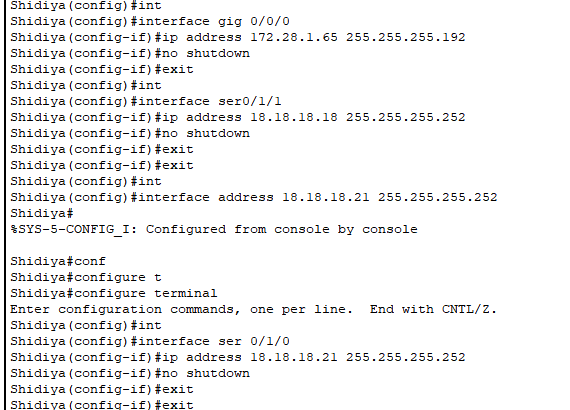 Shidiya(config)#int
Shidiya(config)#interface gig 0/0/0
Shidiya(config-if)#ip address 172.28.1.65 255.255.255.192
Shidiya(config-if)#no shutdown
Shidiya(config-if)#exit
Shidiya(config)#int
Shidiya(config)#interface ser0/1/1
Shidiya(config-if)#ip address 18.18.18.18 255.255.255.252
Shidiya(config-if)#no shutdown
Shidiya(config-if)#exit
Shidiya(config-if)#exit
Shidiya(config)#int
Shidiya(config)#interface address 18.18.18.21 255.255.255.252
Shidiya#
%SYS-5-CONFIG_I: Configured from console by console
Shidiya#conf
Shidiya#configure t
Shidiya#configure terminal
Enter configuration commands, one per line.  End with CNTL/Z.
Shidiya(config)#int
Shidiya(config)#interface ser 0/1/0
Shidiya(config-if)#ip address 18.18.18.21 255.255.255.252
Shidiya(config-if)#no shutdown
Shidiya(config-if)#exit
Shidiya(config-if)#exit